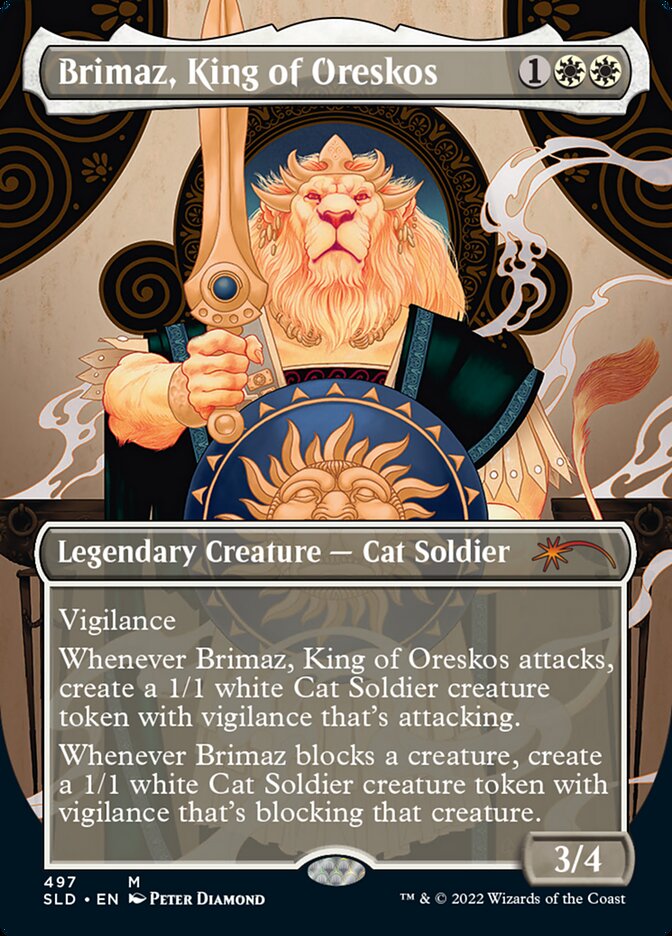 Brimaz, King of Oreskos 1
Legendary Creature — Cat Soldier
Vigilance
Whenever Brimaz, King of Oreskos attacks,
create a 1/1 white Cat Soldier creature
token with vigilance that's attacking.
Whenever Brimaz blocks a creature, create
a 1/1 white Cat Soldier creature token with
vigilance that's blocking that creature.
3/4
497 M
SLD • EN Peter Diamond
™ & © 2022 Wizards of the Coast